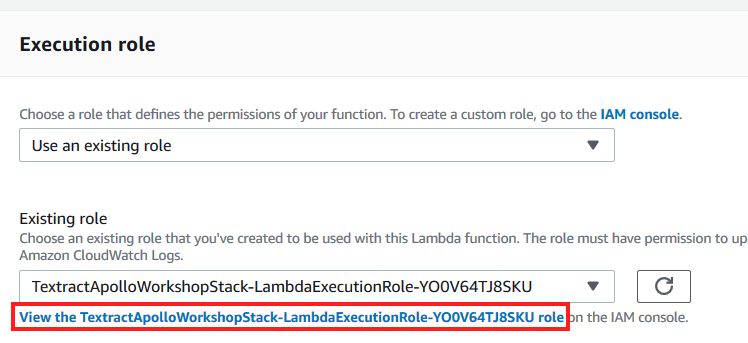 Execution role
Choose a role that defines the permissions of your function. To create a custom role, go to the IAM console.
Use an existing role
Existing role
Choose an existing role that you've created to be used with this Lambda function. The role must have permission to up
Amazon CloudWatch Logs.
TextractApolloWorkshopStack-LambdaExecutionRole-YO0V64TJ8SKU
View the TextractApolloWorkshopStack-LambdaExecutionRole-YO0V64TJ8SKU role on the IAM console.